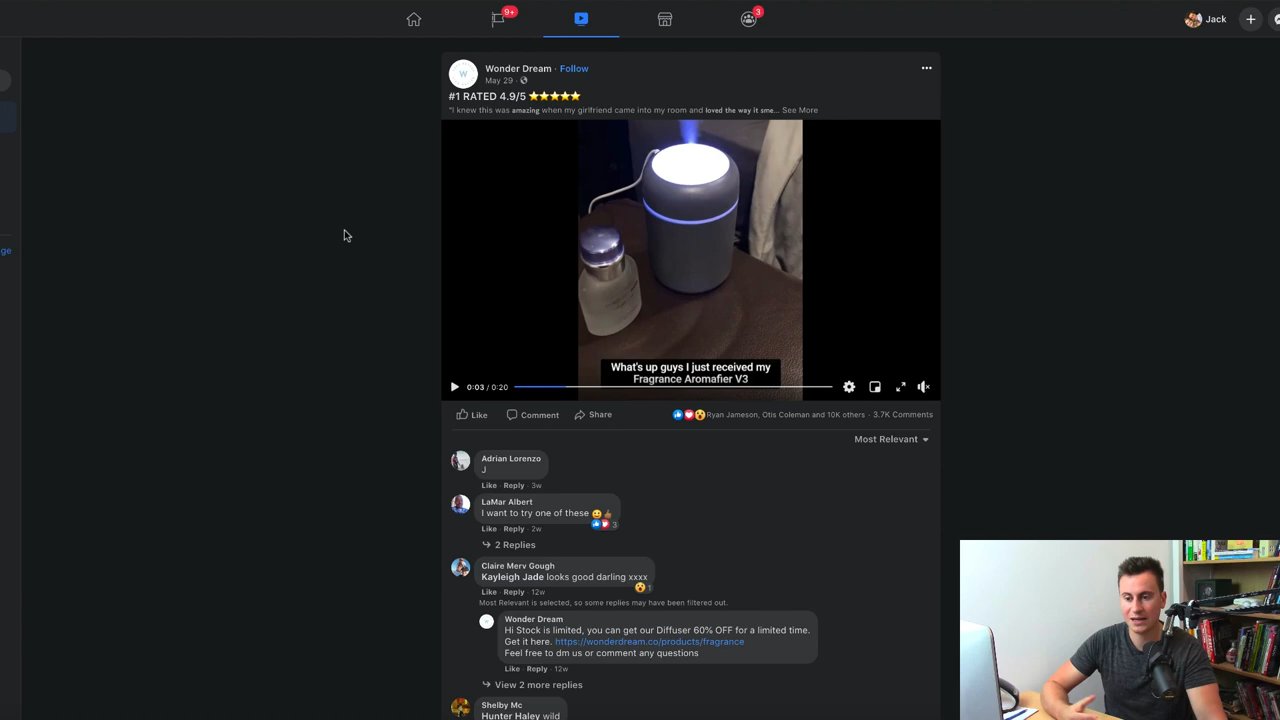 9+
3
Jack
W
Wonder Dream · Follow
May 29 ·
#1 RATED 4.9/5 ⭐⭐⭐⭐⭐
"I knew this was amazing when my girlfriend came into my room and loved the way it sme... See More
What's up guys I just received my
Fragrance Aromafier V3
0:03 / 0:20
Like
Comment
Share
Ryan Jameson, Otis Coleman and 10K others · 3.7K Comments
Most Relevant
Adrian Lorenzo
J
Like · Reply · 3w
LaMar Albert
I want to try one of these 😀👍🏾
3
Like · Reply · 2w
2 Replies
Claire Merv Gough
Kayleigh Jade looks good darling xxxx
😮 1
Like · Reply · 12w
Most Relevant is selected, so some replies may have been filtered out.
Wonder Dream
Hi Stock is limited, you can get our Diffuser 60% OFF for a limited time.
Get it here. https://wonderdream.co/products/fragrance
Feel free to dm us or comment any questions
Like · Reply · 12w
View 2 more replies
ge
Shelby Mc
Hunter Haley wild